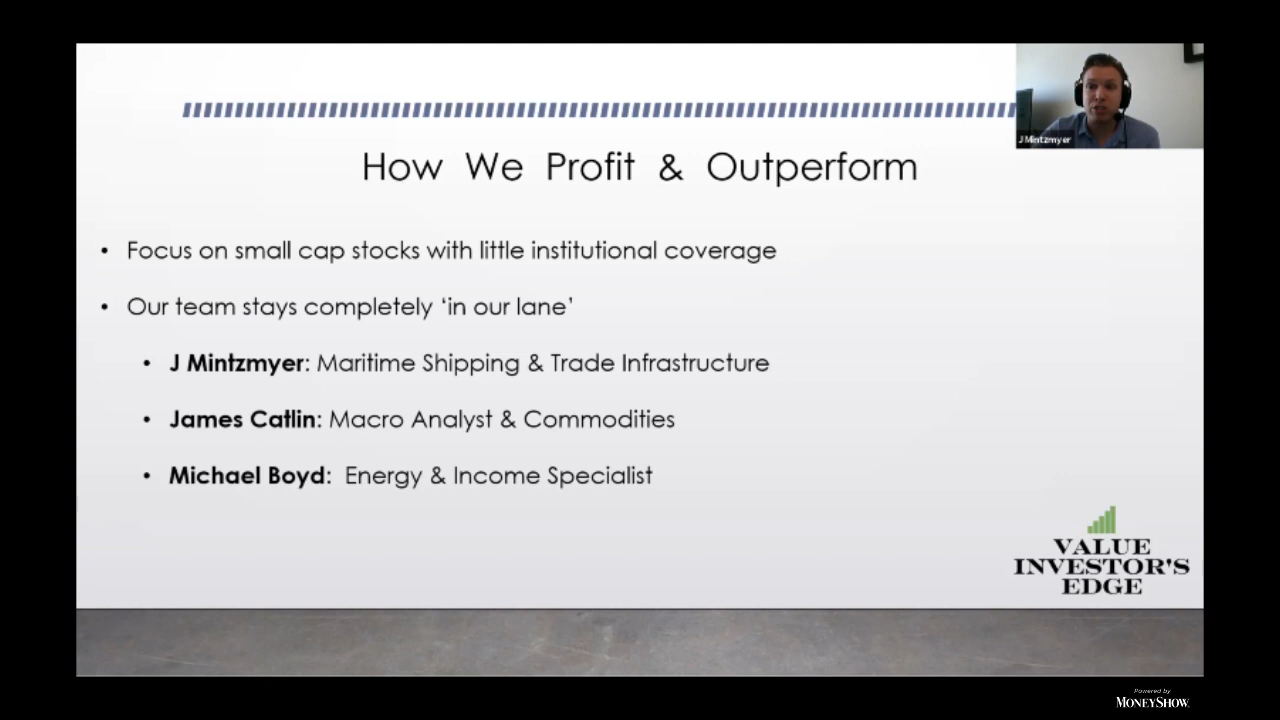 J Mintzmyer
How We Profit & Outperform
• Focus on small cap stocks with little institutional coverage
• Our team stays completely ‘in our lane’
• J Mintzmyer: Maritime Shipping & Trade Infrastructure
• James Catlin: Macro Analyst & Commodities
• Michael Boyd: Energy & Income Specialist
VALUE
INVESTOR'S
EDGE
Powered by
MONEYSHOW